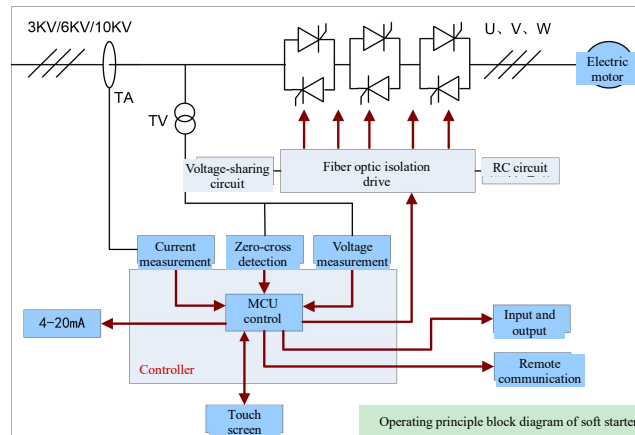 3KV/6KV/10KV
U、V、W
TA
Electric
motor
TV
Voltage-sharing
circuit
Fiber optic isolation
drive
RC circuit
Current
measurement
Zero-cross
detection
Voltage
measurement
MCU
control
4-20mA
Input and
output
Controller
Remote
communication
Touch
screen
Operating principle block diagram of soft starter